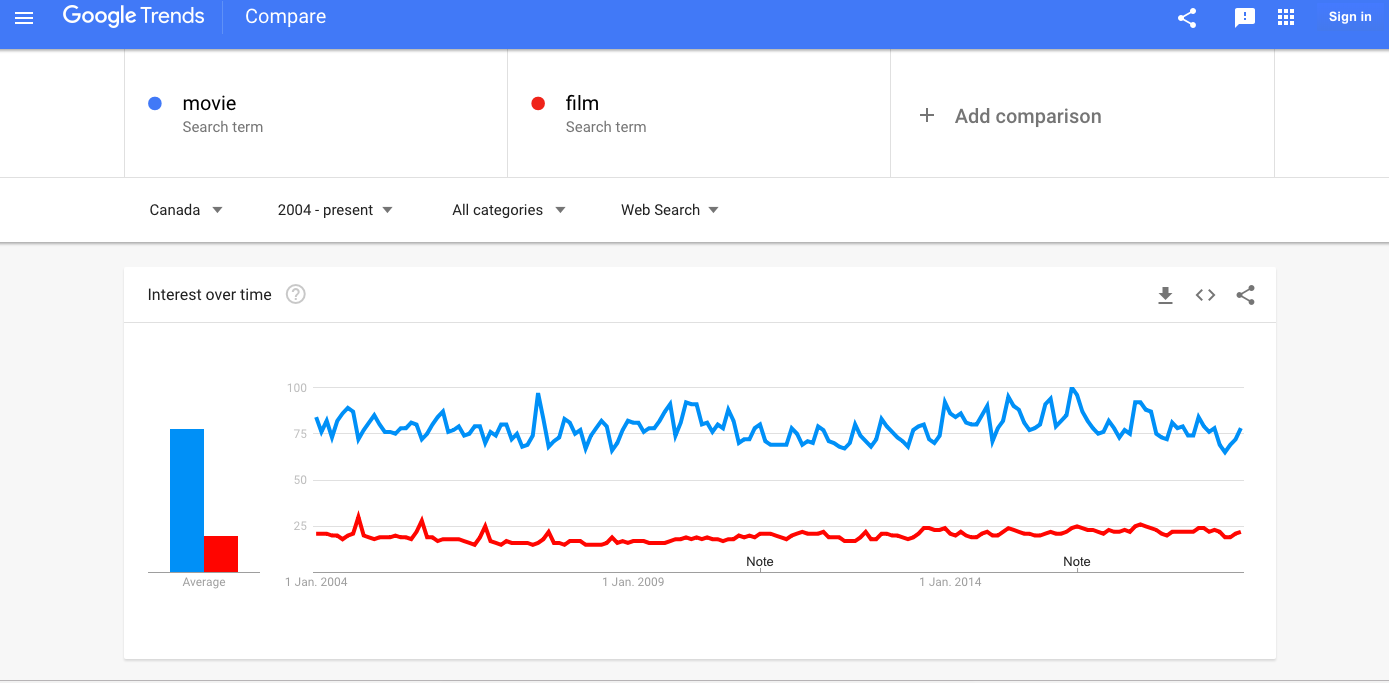 Google Trends Compare Sign in
movie
Search term
film
Search term
+ Add comparison
Canada 2004 - present All categories Web Search
Interest over time ?
100
75
50
25
Note Note
Average 1 Jan. 2004 1 Jan. 2009 1 Jan. 2014